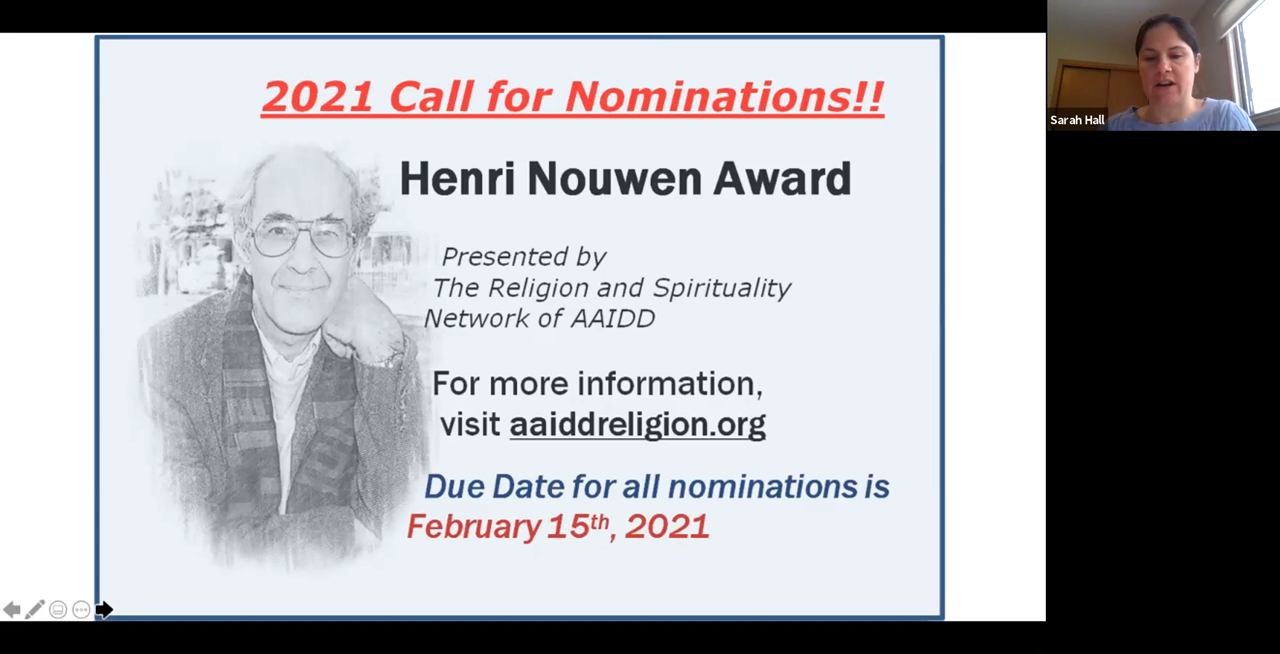 2021 Call for Nominations!!
Henri Nouwen Award
Presented by
The Religion and Spirituality
Network of AAIDD
For more information,
visit aaiddreligion.org
Due Date for all nominations is
February 15th, 2021
Sarah Hall